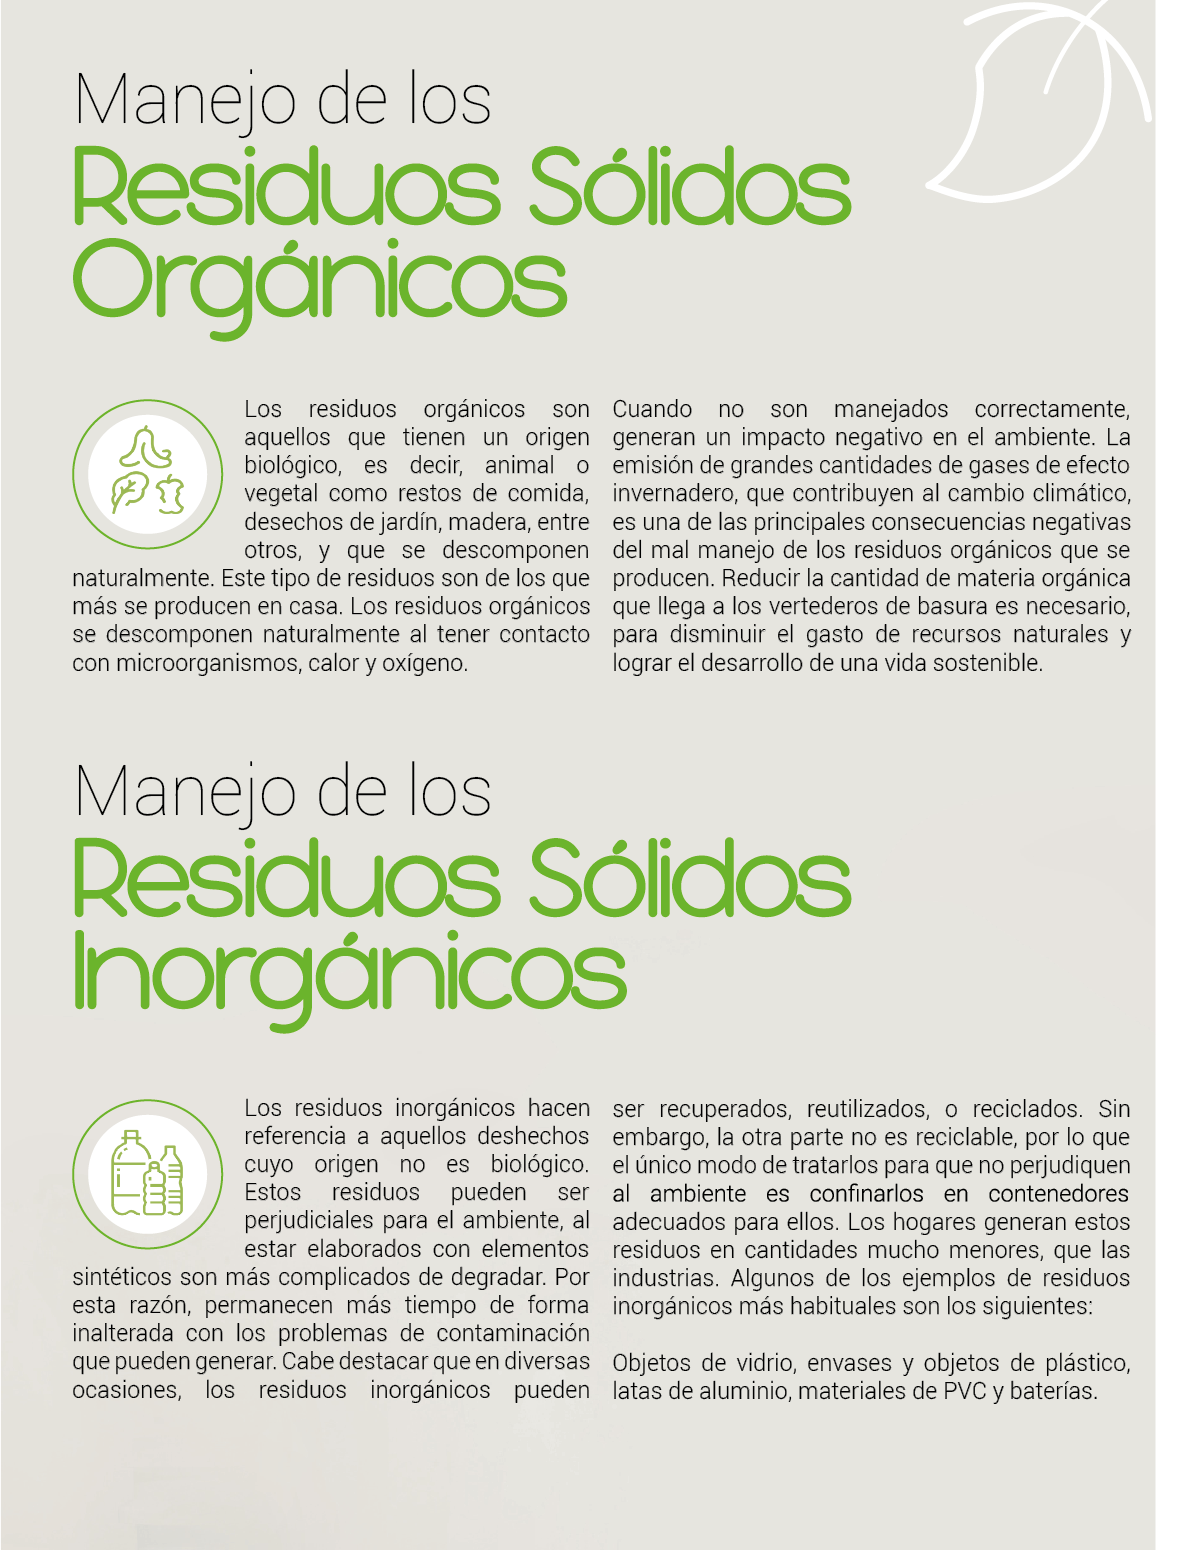 Manejo de los
Residuos Sólidos
Orgánicos
Los residuos orgánicos son
aquellos que tienen un origen
biológico, es decir, animal o
vegetal como restos de comida,
desechos de jardín, madera, entre
otros, y que se descomponen
naturalmente. Este tipo de residuos son de los que
más se producen en casa. Los residuos orgánicos
se descomponen naturalmente al tener contacto
con microorganismos, calor y oxígeno.
Cuando no son manejados correctamente,
generan un impacto negativo en el ambiente. La
emisión de grandes cantidades de gases de efecto
invernadero, que contribuyen al cambio climático,
es una de las principales consecuencias negativas
del mal manejo de los residuos orgánicos que se
producen. Reducir la cantidad de materia orgánica
que llega a los vertederos de basura es necesario,
para disminuir el gasto de recursos naturales y
lograr el desarrollo de una vida sostenible.
Manejo de los
Residuos Sólidos
Inorgánicos
Los residuos inorgánicos hacen
referencia a aquellos deshechos
cuyo origen no es biológico.
Estos residuos pueden ser
perjudiciales para el ambiente, al
estar elaborados con elementos
sintéticos son más complicados de degradar. Por
esta razón, permanecen más tiempo de forma
inalterada con los problemas de contaminación
que pueden generar. Cabe destacar que en diversas
ocasiones, los residuos inorgánicos pueden
ser recuperados, reutilizados, o reciclados. Sin
embargo, la otra parte no es reciclable, por lo que
el único modo de tratarlos para que no perjudiquen
al ambiente es confinarlos en contenedores
adecuados para ellos. Los hogares generan estos
residuos en cantidades mucho menores, que las
industrias. Algunos de los ejemplos de residuos
inorgánicos más habituales son los siguientes:
Objetos de vidrio, envases y objetos de plástico,
latas de aluminio, materiales de PVC y baterías.